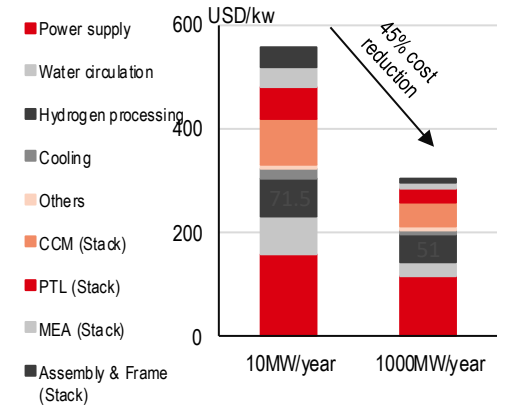 USD/kw
600
400
200
0
Power supply
Water circulation
Hydrogen processing
Cooling
Others
CCM (Stack)
PTL (Stack)
MEA (Stack)
Assembly & Frame
(Stack)
45% cost
reduction
71.5
51
10MW/year
1000MW/year